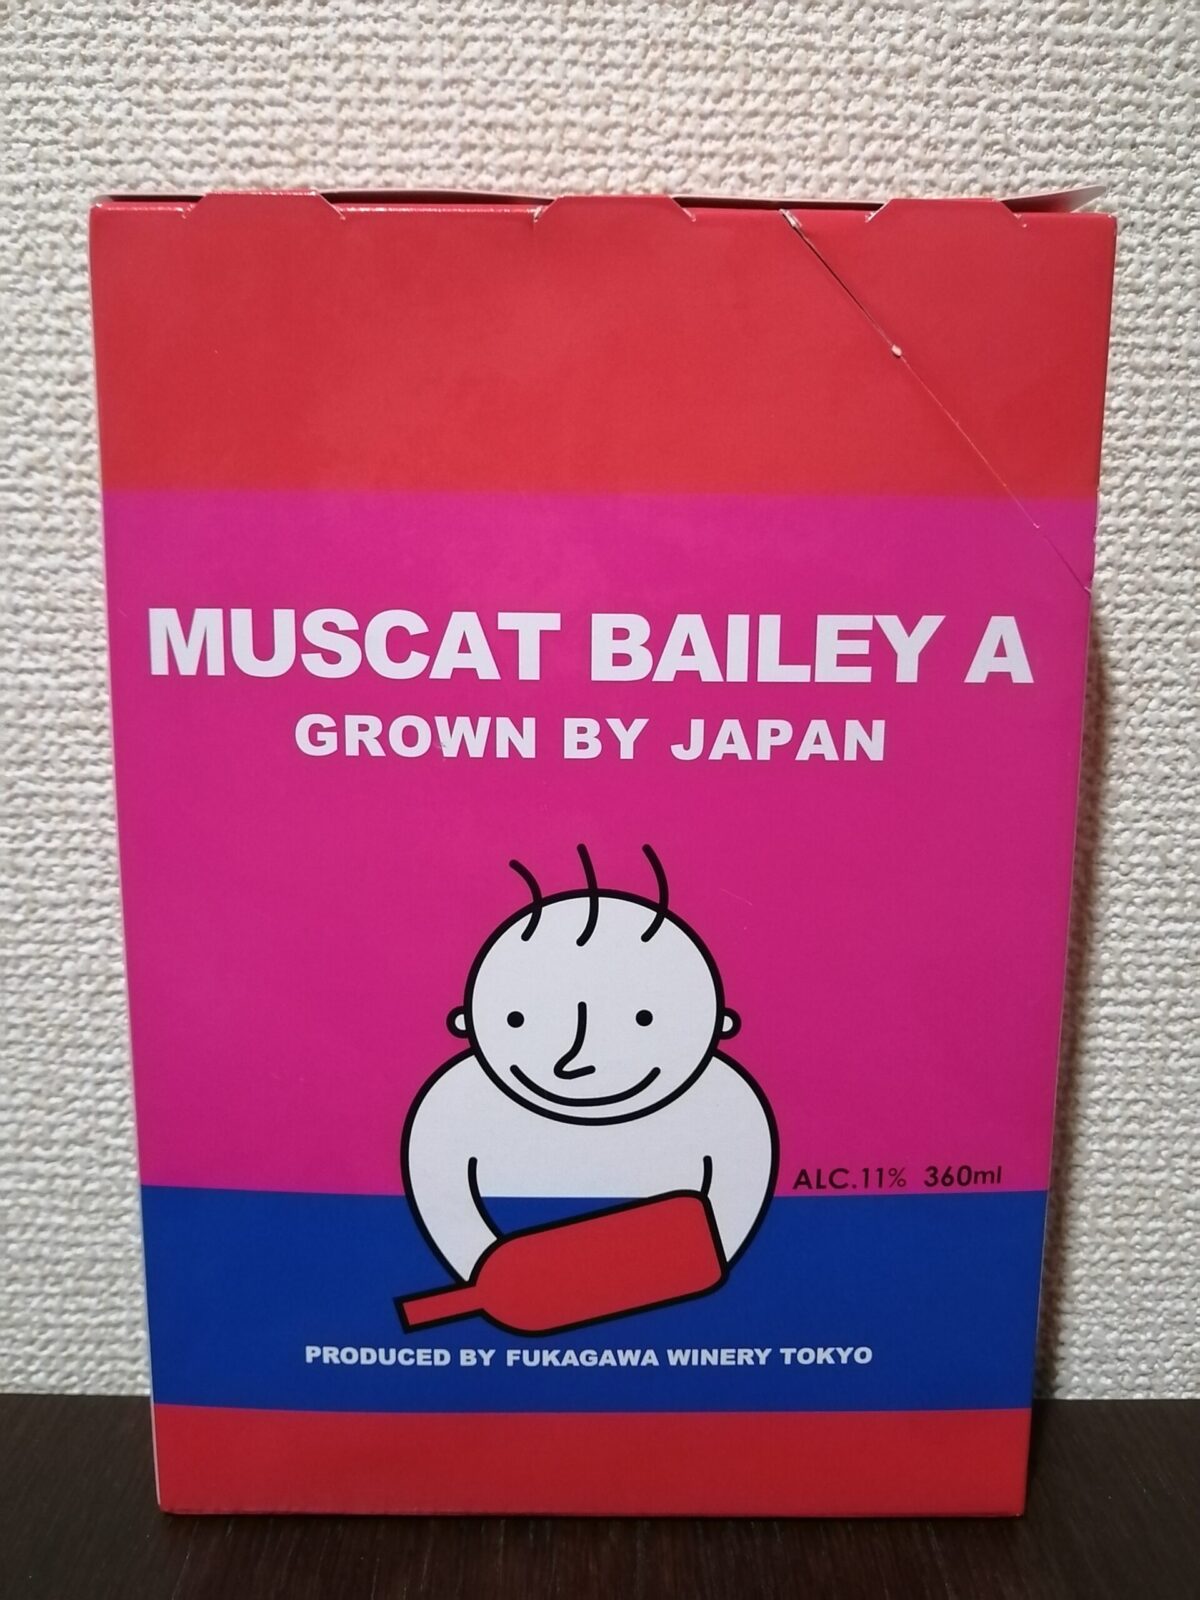 MUSCAT BAILEY A
GROWN BY JAPAN
ALC.11% 360ml
PRODUCED BY FUKAGAWA WINERY TOKYO